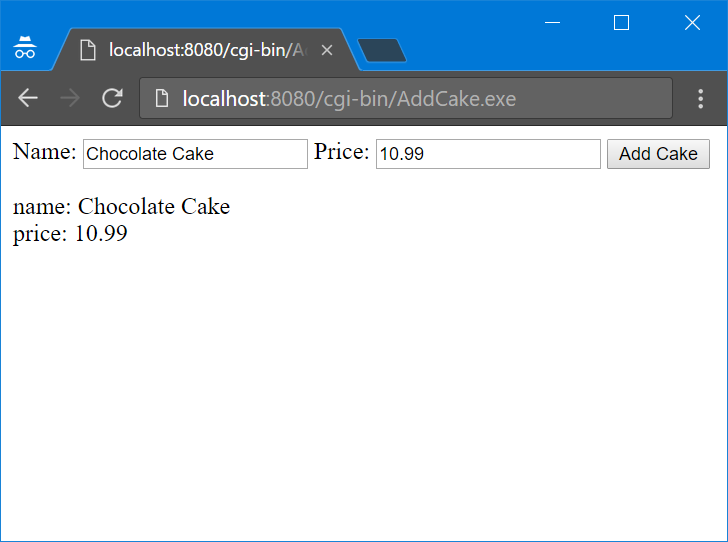 localhost:8080/cgi-bin/A
localhost:8080/cgi-bin/AddCake.exe
Name: Chocolate Cake Price: 10.99 Add Cake
name: Chocolate Cake
price: 10.99